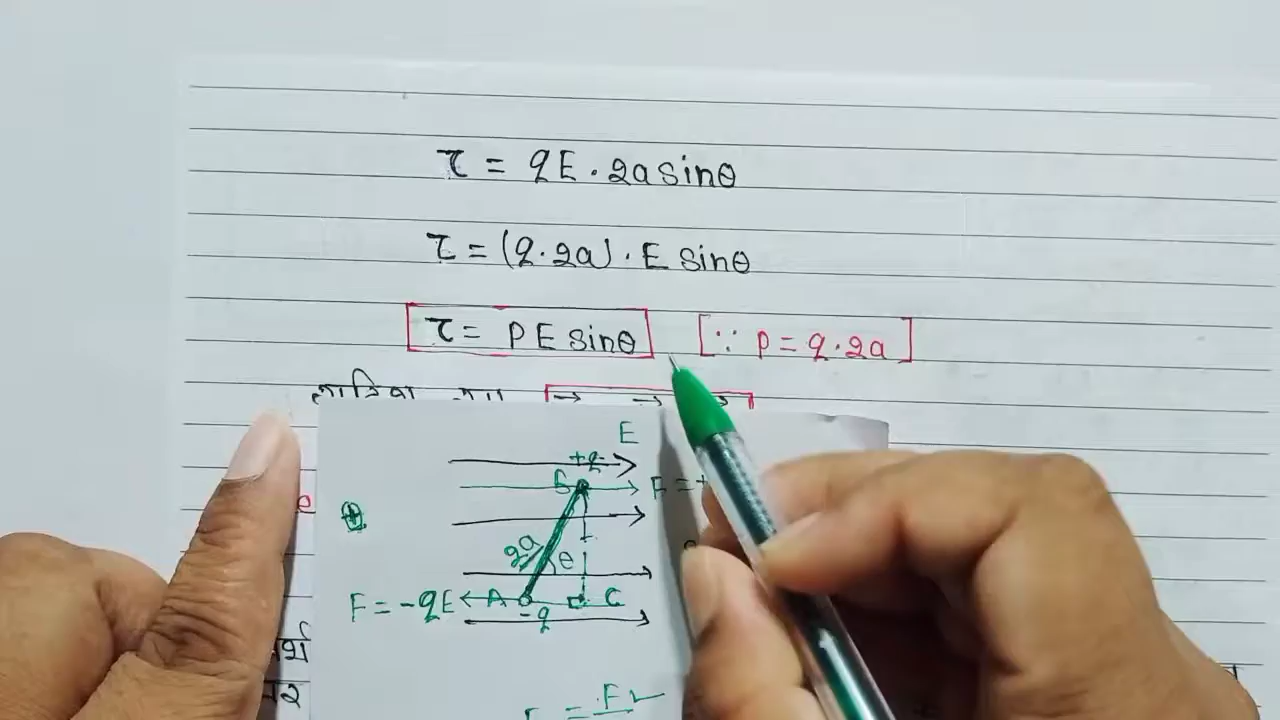 τ = qE · 2a sinθ
τ = (q · 2a) · E sinθ
τ = PE sinθ [∵ p = q · 2a]
E
+q
B F = +
2a θ
F = -qE A C
-q